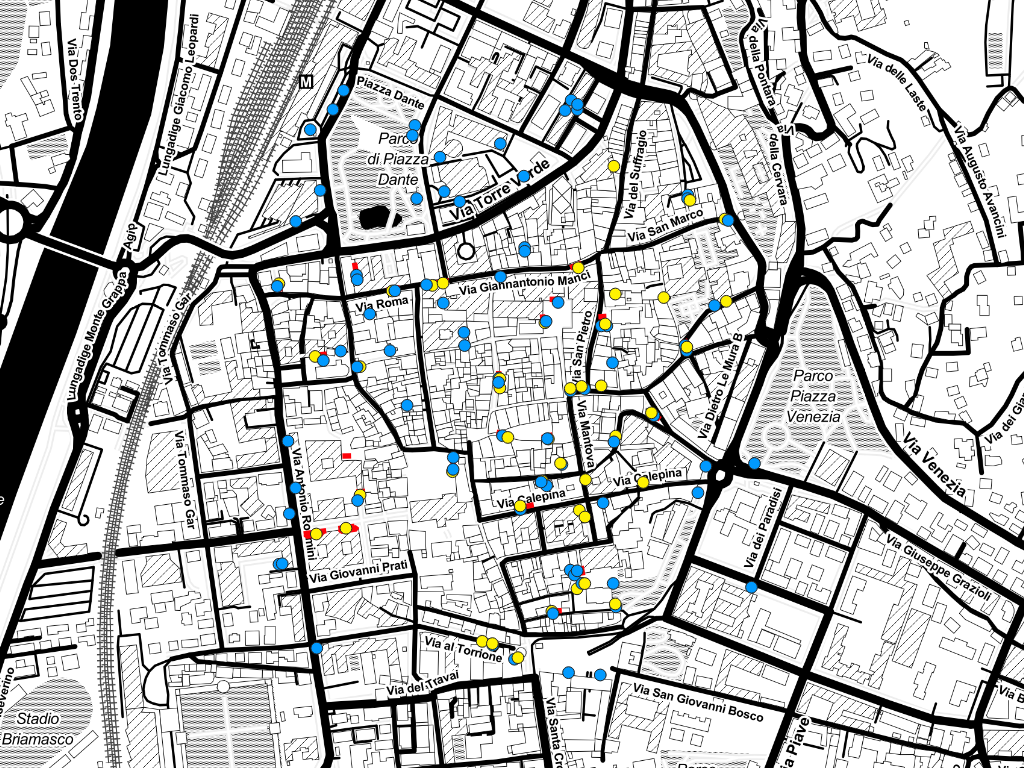 Via Dos Trento
Lungadige Giacomo Leopardi
M
Piazza Dante
Parco
di Piazza
Dante
Via Torre Verde
Via del Suffragio
Via San Marco
Via
della Pontara
Via
della Cervara
Via delle Laste
Via Augusto Avancini
Lungadige Monte Grappa
Via Tommaso Gar
Via Roma
Via Giannantonio Manci
Via San Pietro
Via Mantova
Via Dietro Le Mura B
Parco
Piazza
Venezia
Via Venezia
Via dei Gia
Via Tommaso Gar
Via Antonio Rosmini
Via Calepina
Via Calepina
Via dei Paradisi
Via Giuseppe Grazioli
Via Giovanni Prati
Via al Torrione
Via del Travai
Via Santa Cro
Via San Giovanni Bosco
Via Piave
Via B
Stadio
Briamasco
everino